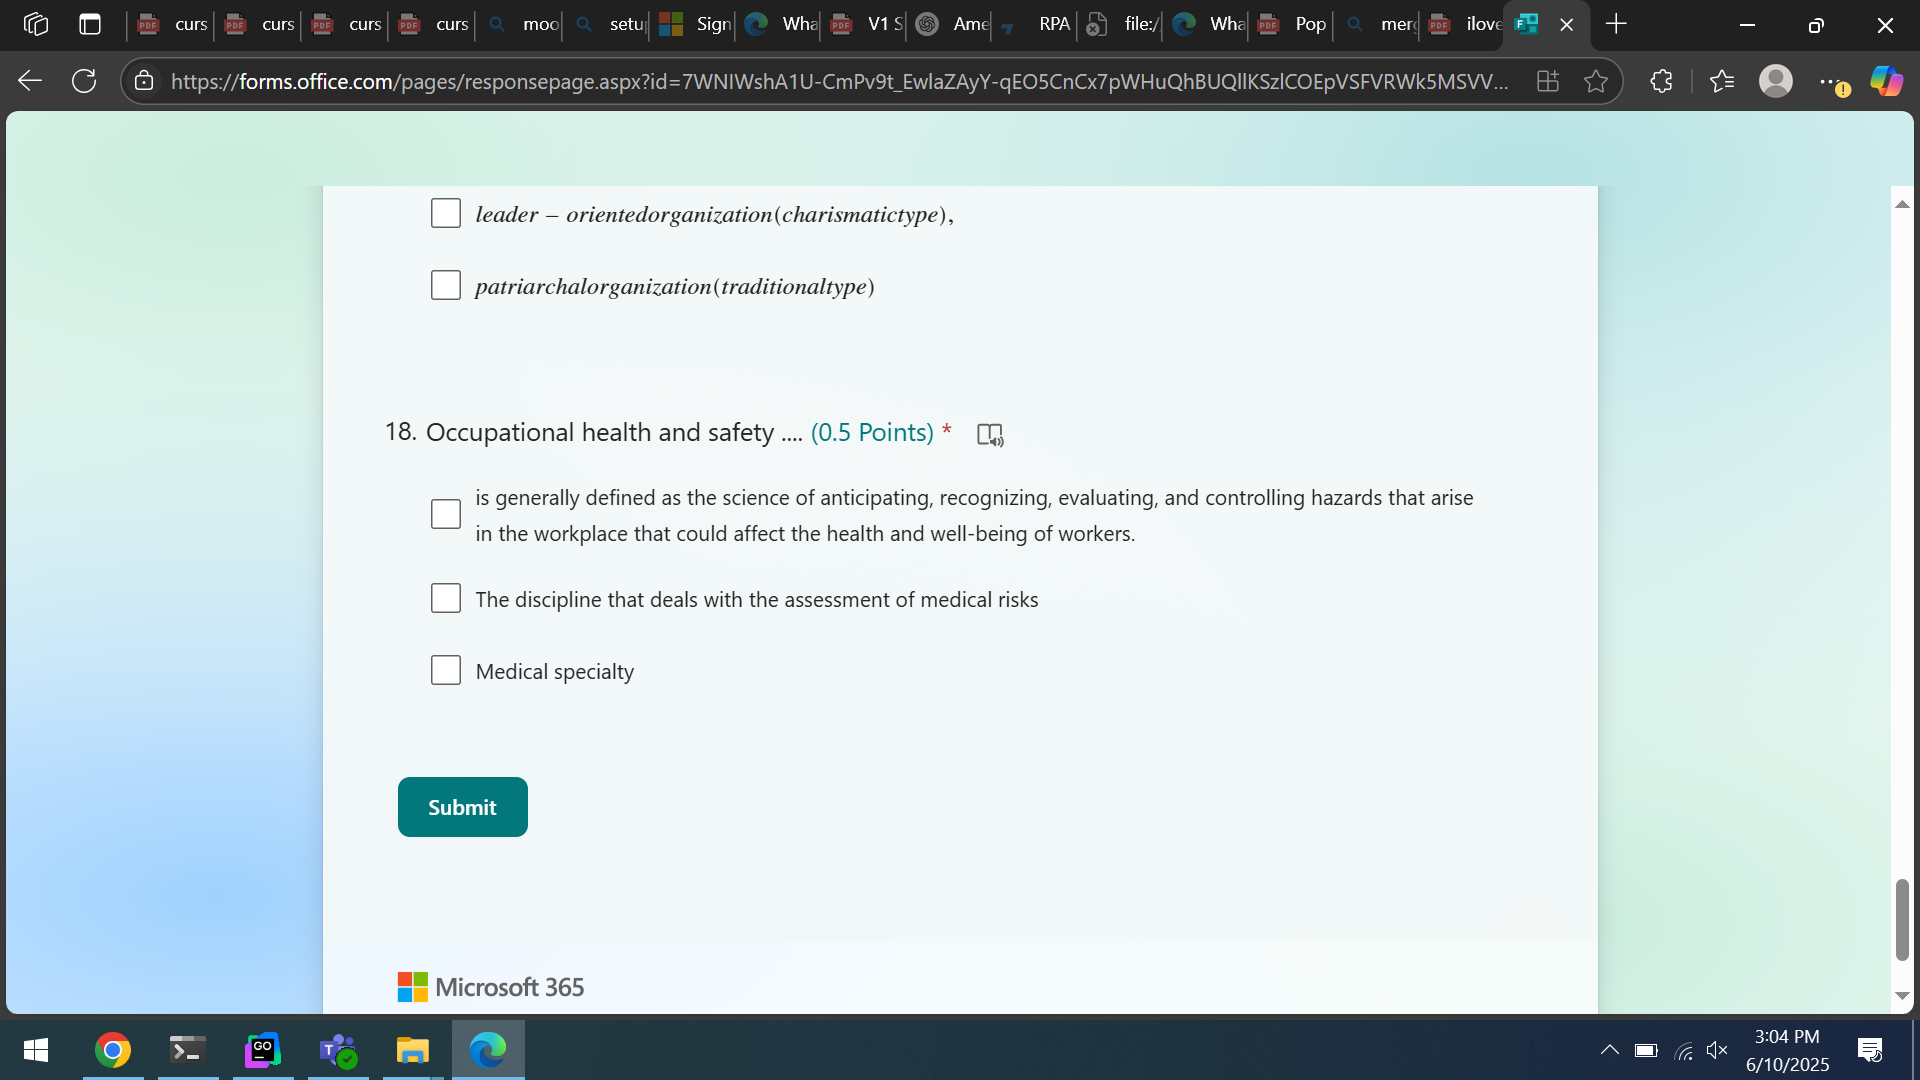 curs curs curs curs moo setu Sign Wha V1 S Ame RPA file:/ Wha Pop merg ilove
https://forms.office.com/pages/responsepage.aspx?id=7WNIWshA1U-CmPv9t_EwlaZAyY-qEO5CnCx7pWHuQhBUQllKSzlCOEpVSFVRWk5MSVV...
leader – orientedorganization(charismatictype),
patriarchalorganization(traditionaltype)
18. Occupational health and safety .... (0.5 Points) *
is generally defined as the science of anticipating, recognizing, evaluating, and controlling hazards that arise
in the workplace that could affect the health and well-being of workers.
The discipline that deals with the assessment of medical risks
Medical specialty
Submit
Microsoft 365
3:04 PM
6/10/2025